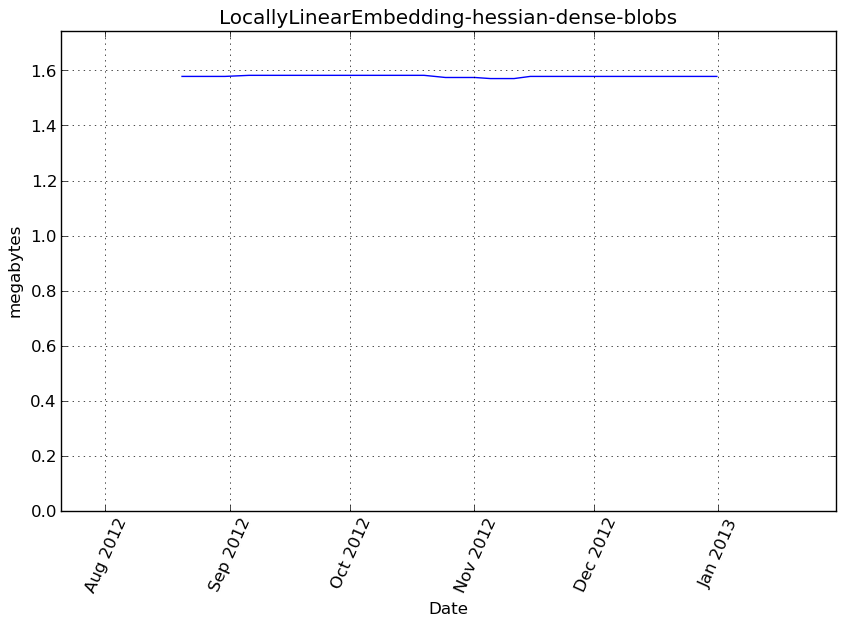 LocallyLinearEmbedding-hessian-dense-blobs
megabytes
1.6
1.4
1.2
1.0
0.8
0.6
0.4
0.2
0.0
Aug 2012
Sep 2012
Oct 2012
Nov 2012
Dec 2012
Jan 2013
Date